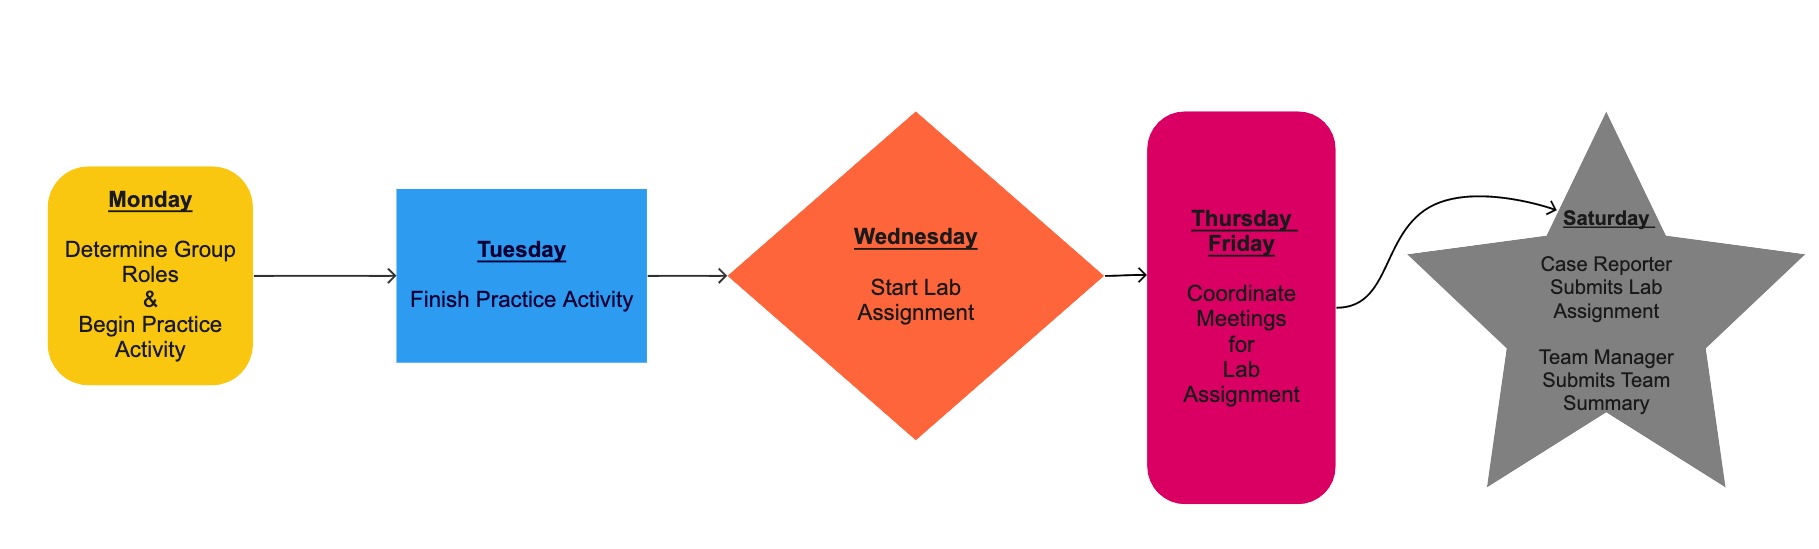 Monday
Determine Group
Roles
&
Begin Practice
Activity
Tuesday
Finish Practice Activity
Wednesday
Start Lab
Assignment
Thursday
Friday
Coordinate
Meetings
for
Lab
Assignment
Saturday
Case Reporter
Submits Lab
Assignment
Team Manager
Submits Team
Summary